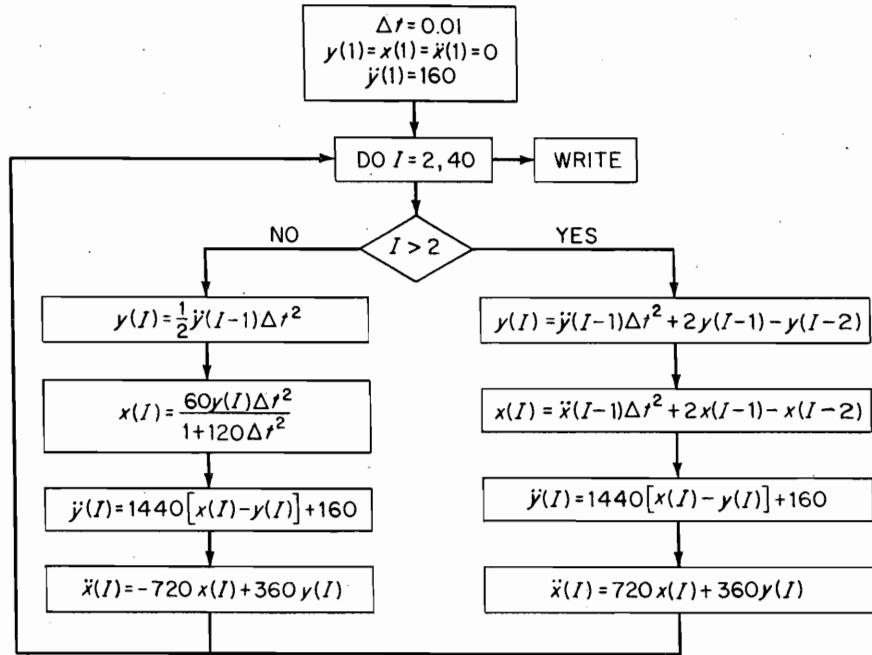 Δt=0.01
y(1)=x(1)=ẍ(1)=0
ÿ(1)=160
DO I=2,40
WRITE
I>2
NO
YES
y(I)=1/2 ÿ(I-1)Δt²
x(I)=60y(I)Δt²/1+120Δt²
ÿ(I)=1440[x(I)-y(I)]+160
ẍ(I)=-720x(I)+360y(I)
y(I)=ÿ(I-1)Δt²+2y(I-1)-y(I-2)
x(I)=ẍ(I-1)Δt²+2x(I-1)-x(I-2)
ÿ(I)=1440[x(I)-y(I)]+160
ẍ(I)=720x(I)+360y(I)